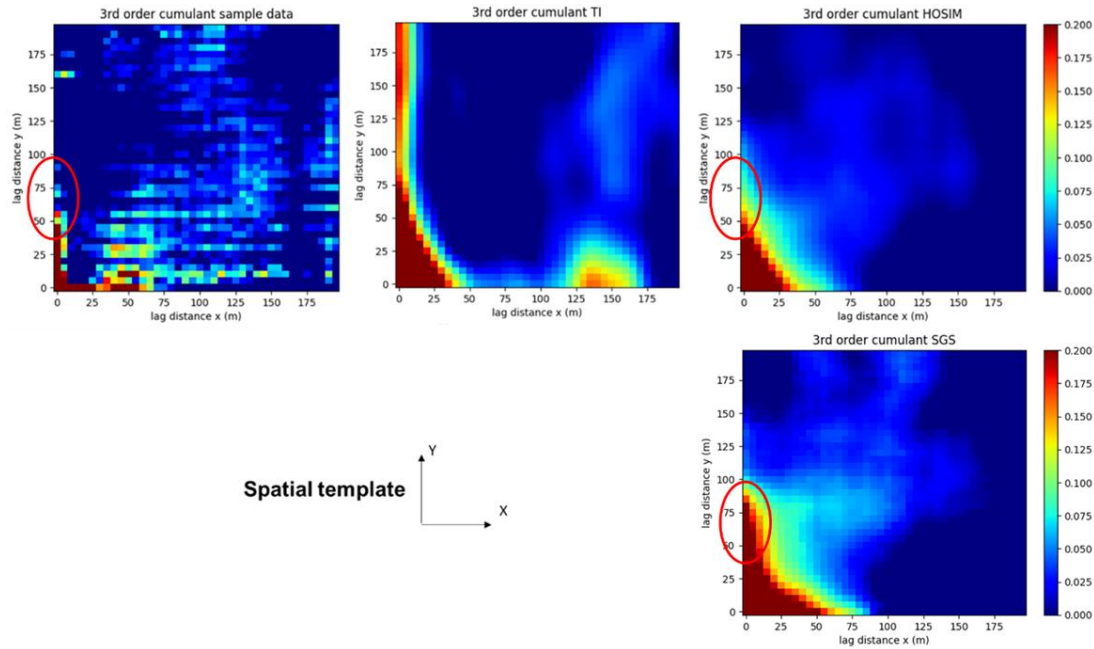 3rd order cumulant sample data
175
150
125
100
75
50
25
0
lag distance y (m)
0 25 50 75 100 125 150 175
lag distance x (m)
3rd order cumulant TI
175
150
125
100
75
50
25
0
lag distance y (m)
0 25 50 75 100 125 150 175
lag distance x (m)
3rd order cumulant HOSIM
175
150
125
100
75
50
25
0
lag distance y (m)
0 25 50 75 100 125 150 175
lag distance x (m)
0.200
0.175
0.150
0.125
0.100
0.075
0.050
0.025
0.000
Spatial template
Y
X
3rd order cumulant SGS
175
150
125
100
75
50
25
0
lag distance y (m)
0 25 50 75 100 125 150 175
lag distance x (m)
0.200
0.175
0.150
0.125
0.100
0.075
0.050
0.025
0.000